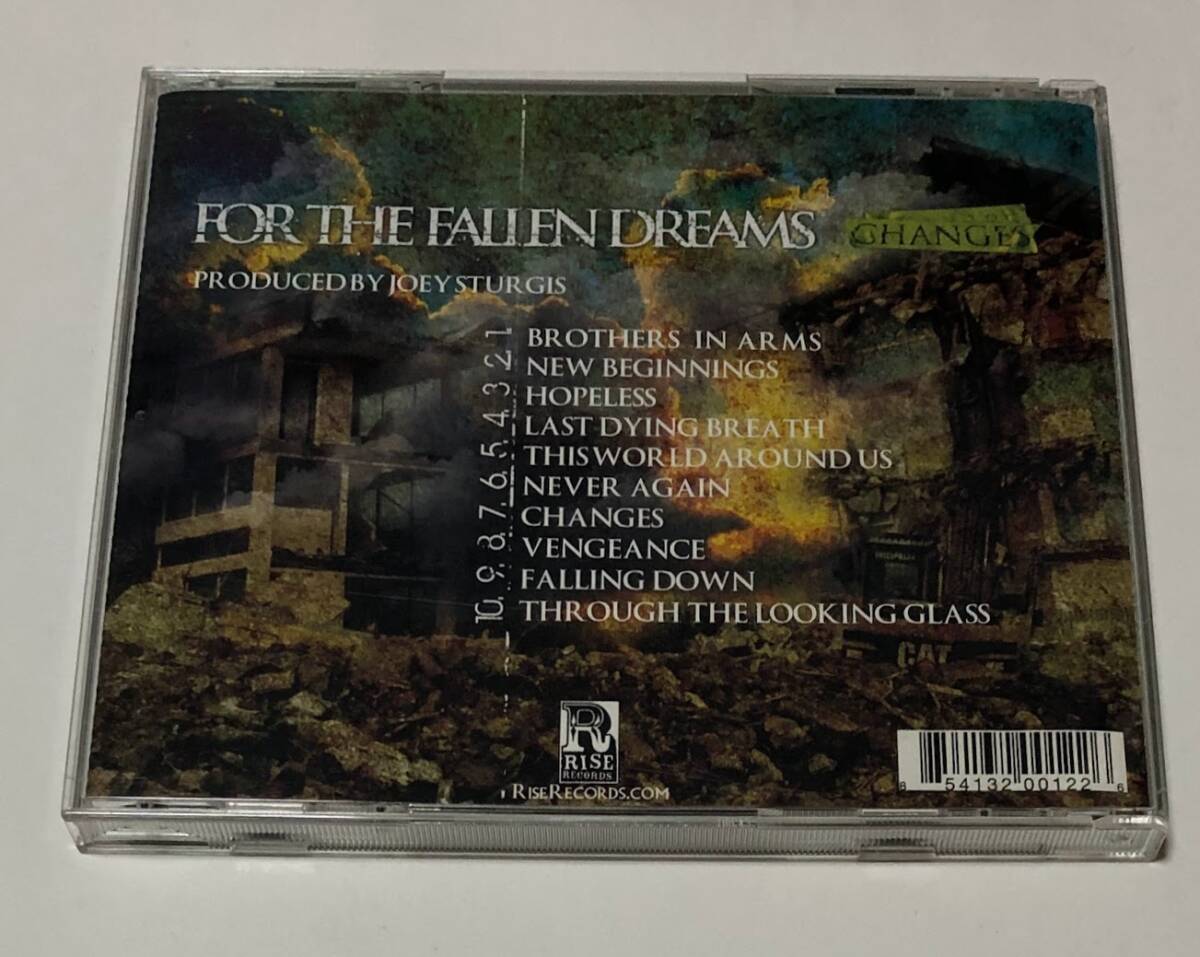 FOR THE FALLEN DREAMS CHANGES
PRODUCED BY JOEY STURGIS
1 BROTHERS IN ARMS
2 NEW BEGINNINGS
3 HOPELESS
4. LAST DYING BREATH
5. THIS WORLD AROUND US
6. NEVER AGAIN
7. CHANGES
8. VENGEANCE
9. FALLING DOWN
10. THROUGH THE LOOKING GLASS
CAT
R
RISE
RECORDS
RISERECORDS.COM
8 54132 00122 6